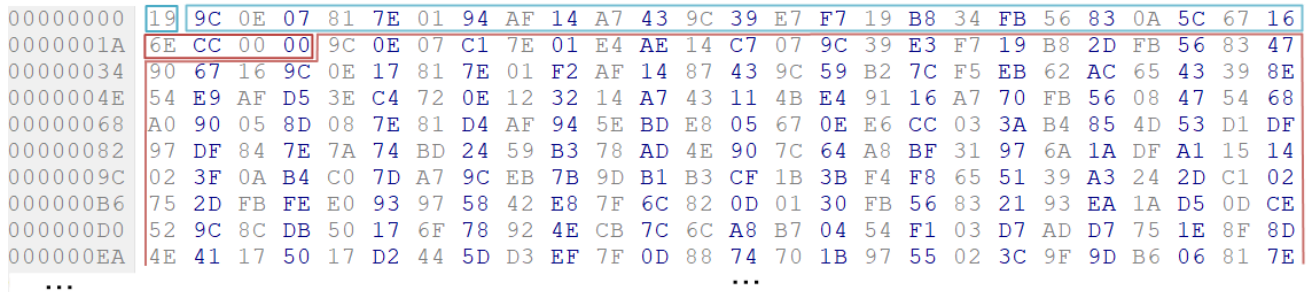 00000000 19 9C 0E 07 81 7E 01 94 AF 14 A7 43 9C 39 E7 F7 19 B8 34 FB 56 83 0A 5C 67 16
0000001A 6E CC 00 00 9C 0E 07 C1 7E 01 E4 AE 14 C7 07 9C 39 E3 F7 19 B8 2D FB 56 83 47
00000034 90 67 16 9C 0E 17 81 7E 01 F2 AF 14 87 43 9C 59 B2 7C F5 EB 62 AC 65 43 39 8E
0000004E 54 E9 AF D5 3E C4 72 0E 12 32 14 A7 43 11 4B E4 91 16 A7 70 FB 56 08 47 54 68
00000068 A0 90 05 8D 08 7E 81 D4 AF 94 5E BD E8 05 67 0E E6 CC 03 3A B4 85 4D 53 D1 DF
00000082 97 DF 84 7E 7A 74 BD 24 59 B3 78 AD 4E 90 7C 64 A8 BF 31 97 6A 1A DF A1 15 14
0000009C 02 3F 0A B4 C0 7D A7 9C EB 7B 9D B1 B3 CF 1B 3B F4 F8 65 51 39 A3 24 2D C1 02
000000B6 75 2D FB FE E0 93 97 58 42 E8 7F 6C 82 0D 01 30 FB 56 83 21 93 EA 1A D5 0D CE
000000D0 52 9C 8C DB 50 17 6F 78 92 4E CB 7C 6C A8 B7 04 54 F1 03 D7 AD D7 75 1E 8F 8D
000000EA 4E 41 17 50 17 D2 44 5D D3 EF 7F 0D 88 74 70 1B 97 55 02 3C 9F 9D B6 06 81 7E
... ...